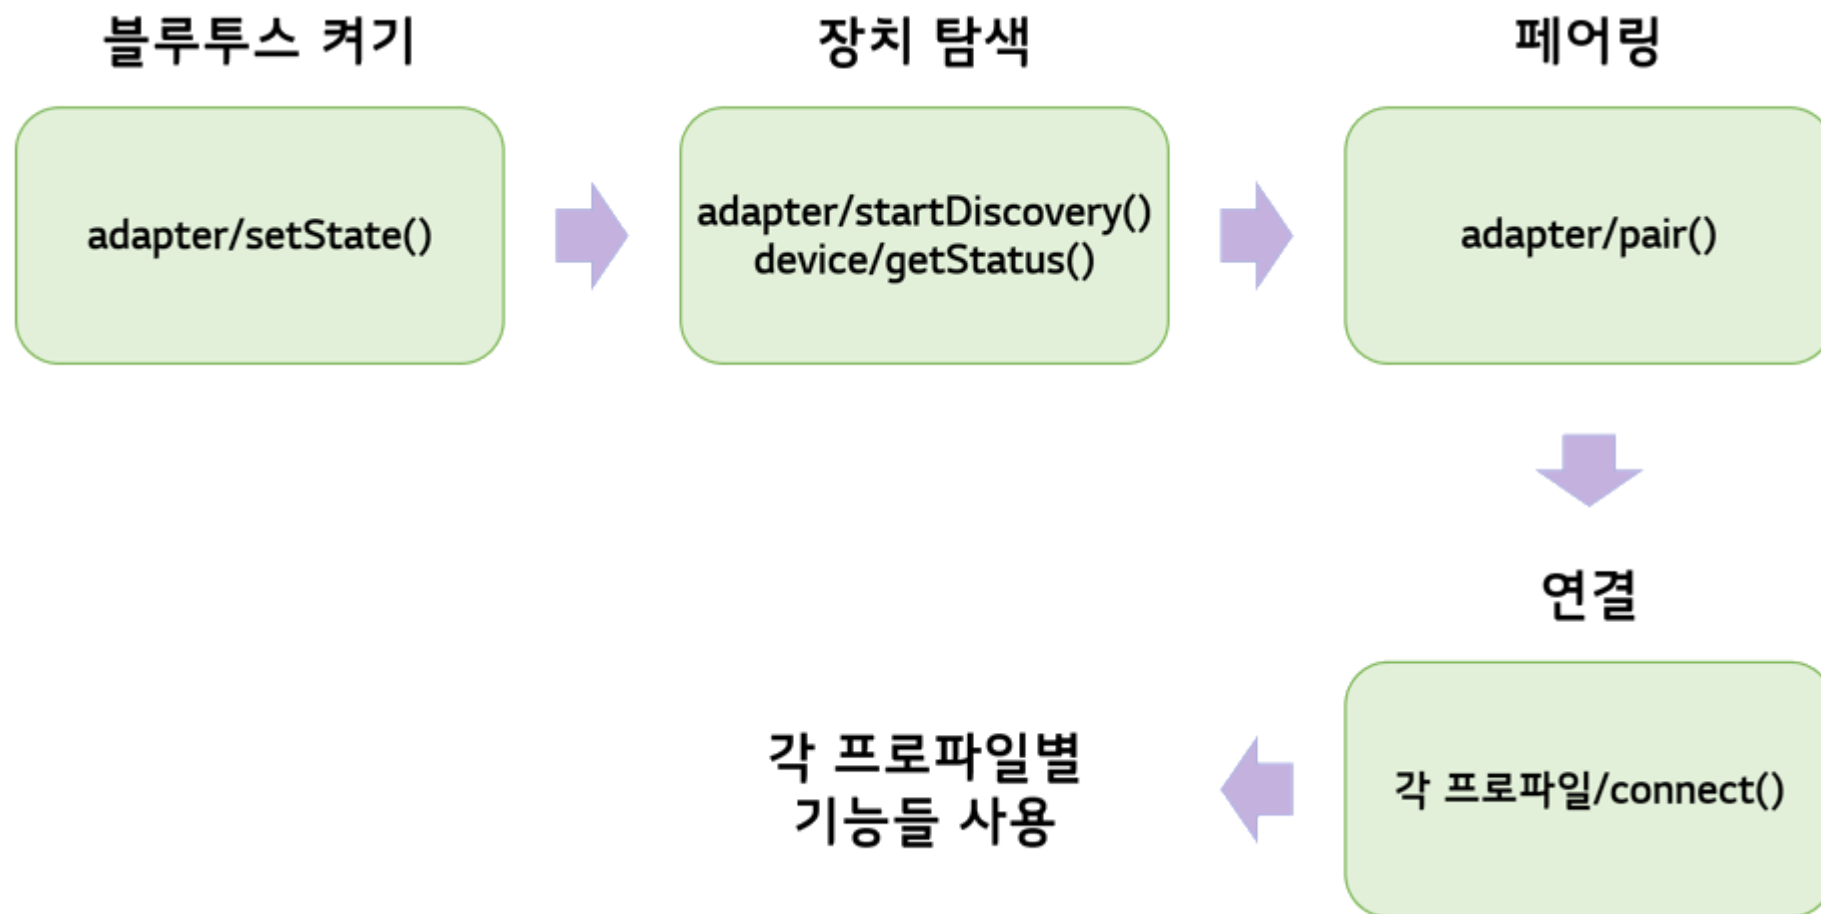 블루투스 켜기
adapter/setState()
장치 탐색
adapter/startDiscovery()
device/getStatus()
페어링
adapter/pair()
연결
각 프로파일/connect()
각 프로파일별
기능들 사용